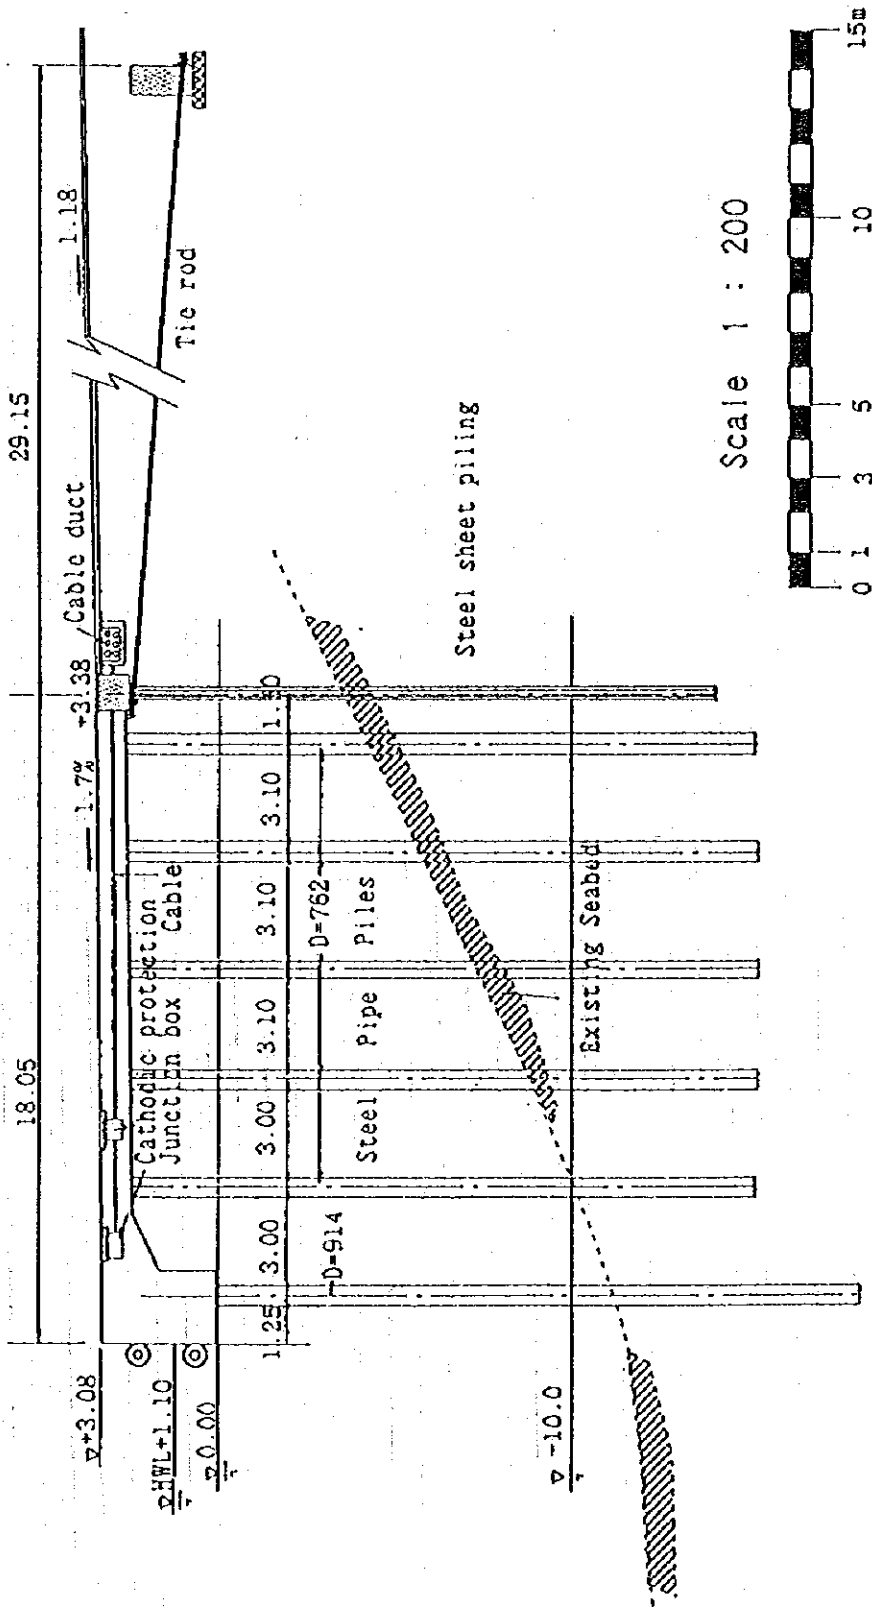 18.05
29.15
▽+3.08
1.7%
+3.38
Cable duct
1.18
▽HWL+1.10
▽0.00
Cathodic protection
Junction box
Cable
Tie rod
1.25
3.00
3.00
3.10
3.10
3.10
D=914
D=762
Steel Pipe Piles
Steel sheet piling
▽-10.0
Existing Seabed
Scale 1 : 200
0 1 3 5 10 15m